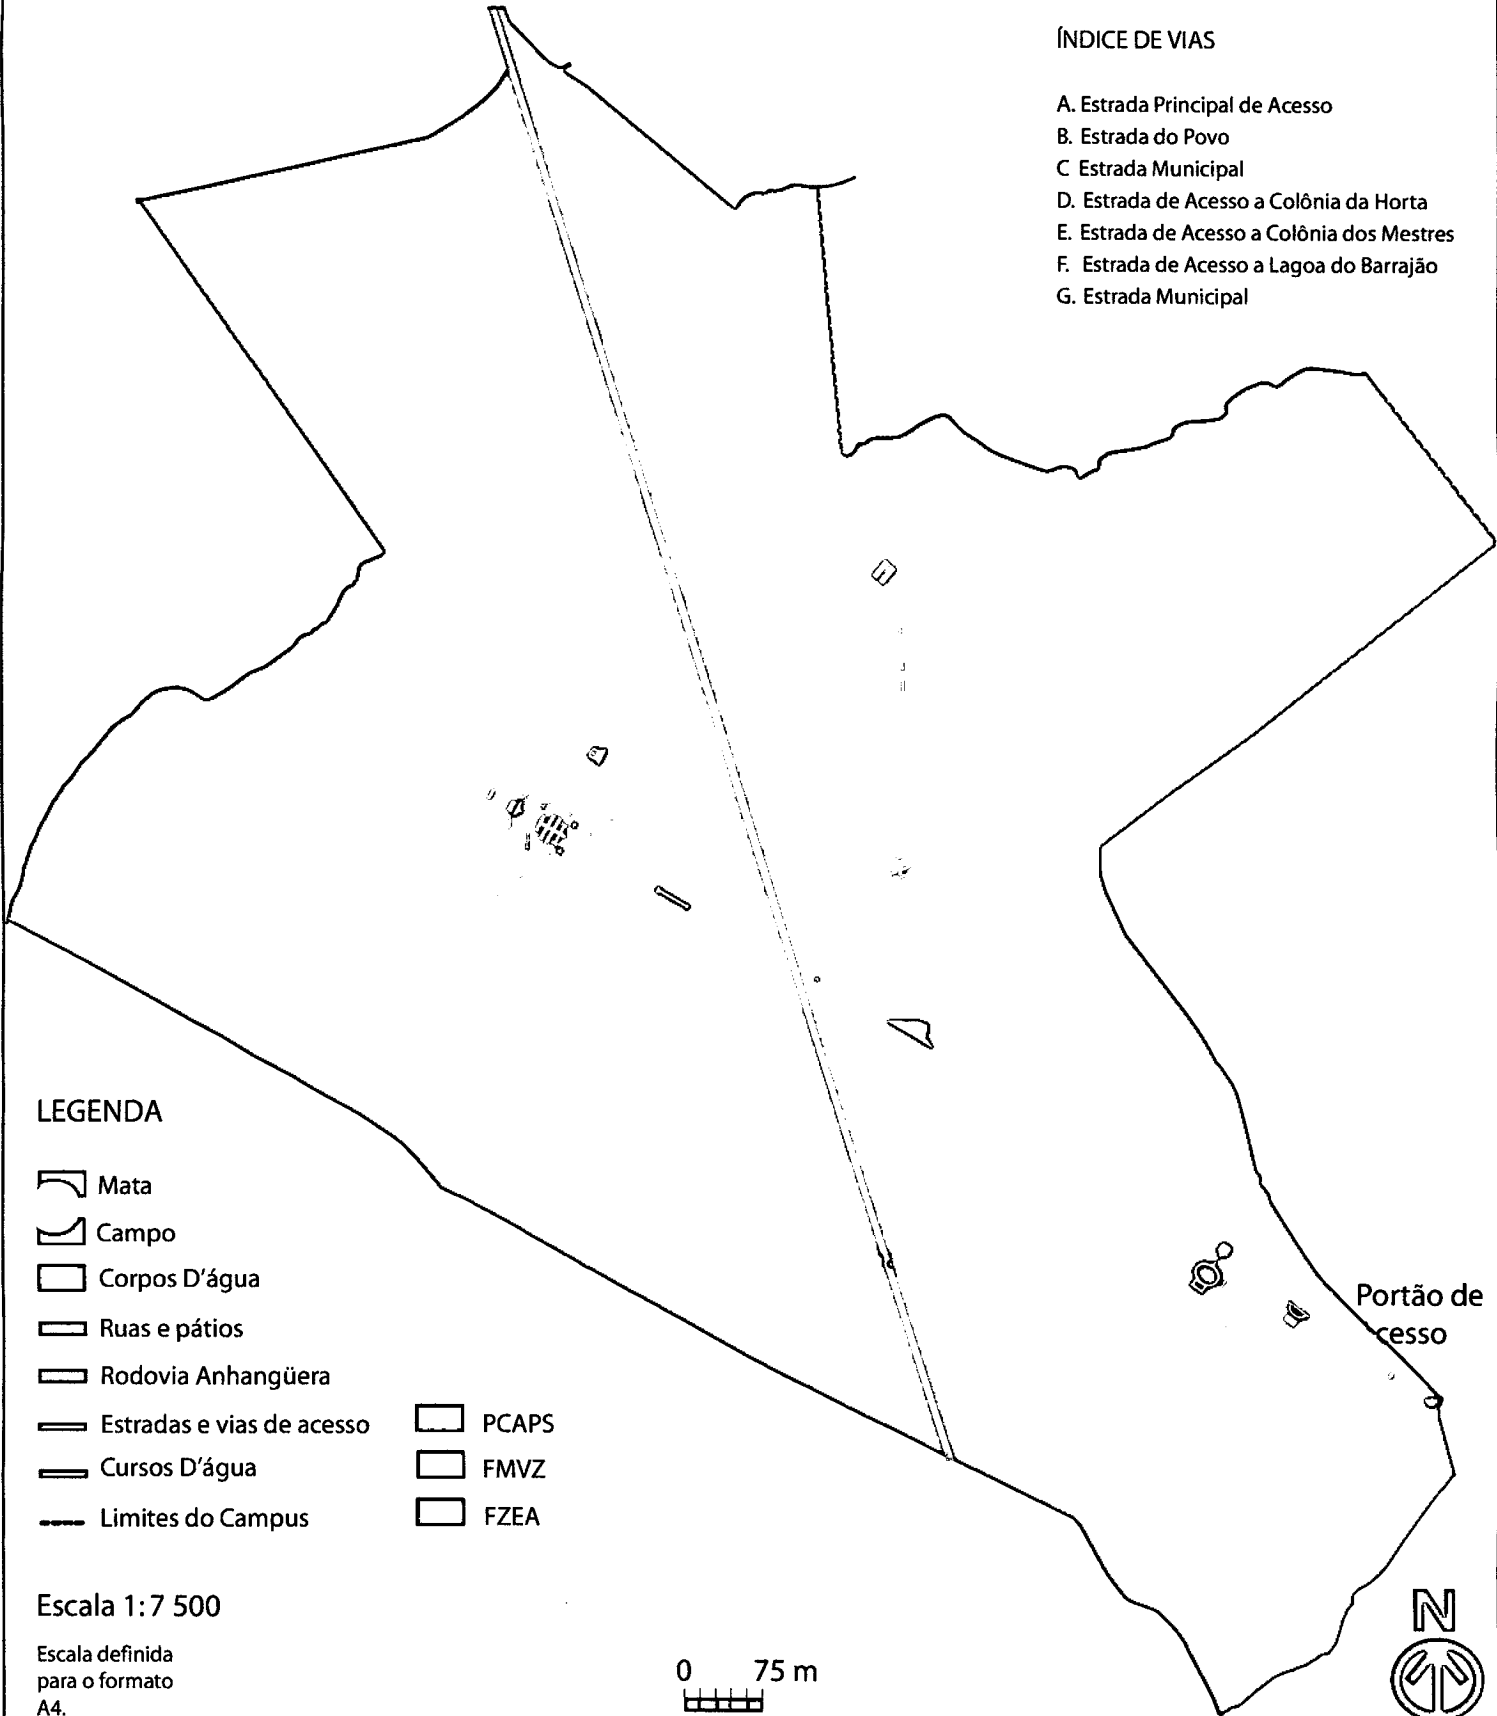 ÍNDICE DE VIAS
A. Estrada Principal de Acesso
B. Estrada do Povo
C Estrada Municipal
D. Estrada de Acesso a Colônia da Horta
E. Estrada de Acesso a Colônia dos Mestres
F. Estrada de Acesso a Lagoa do Barrajão
G. Estrada Municipal
Portão de
cesso
LEGENDA
Mata
Campo
Corpos D'água
Ruas e pátios
Rodovia Anhangüera
Estradas e vias de acesso
Cursos D'água
Limites do Campus
PCAPS
FMVZ
FZEA
Escala 1:7 500
Escala definida
para o formato
A4.
0 75 m
N